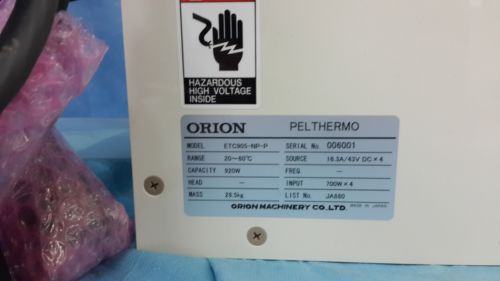 HAZARDOUS
HIGH VOLTAGE
INSIDE
ORION PELTHERMO
MODEL ETC905-NP-P SERIAL No. 006001
RANGE 20~80℃ SOURCE 16.3A/43V DC×4
CAPACITY 920W FREQ. —
HEAD — INPUT 700W×4
MASS 28.5kg LIST No. JA880
ORION MACHINERY CO.,LTD. MADE IN JAPAN